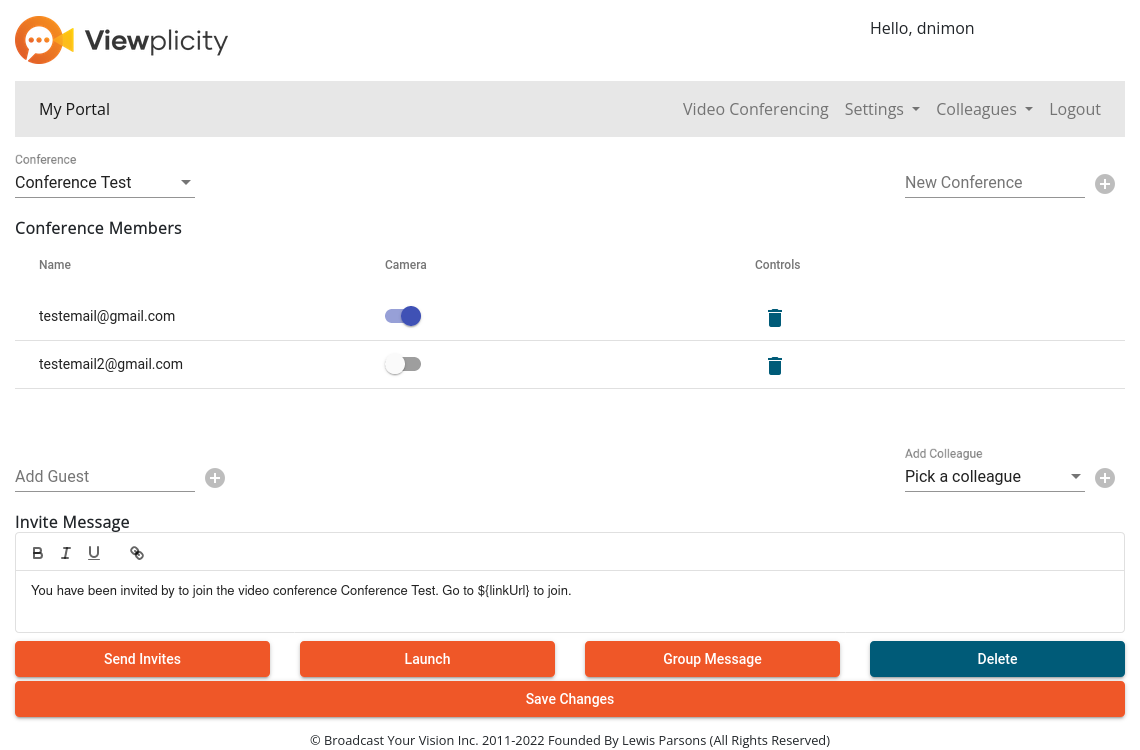 Viewplicity
Hello, dnimon
My Portal
Video Conferencing Settings Colleagues Logout
Conference
Conference Test
New Conference
Conference Members
Name Camera Controls
testemail@gmail.com
testemail2@gmail.com
Add Guest
Add Colleague
Pick a colleague
Invite Message
B I U
You have been invited by to join the video conference Conference Test. Go to ${linkUrl} to join.
Send Invites Launch Group Message Delete
Save Changes
© Broadcast Your Vision Inc. 2011-2022 Founded By Lewis Parsons (All Rights Reserved)